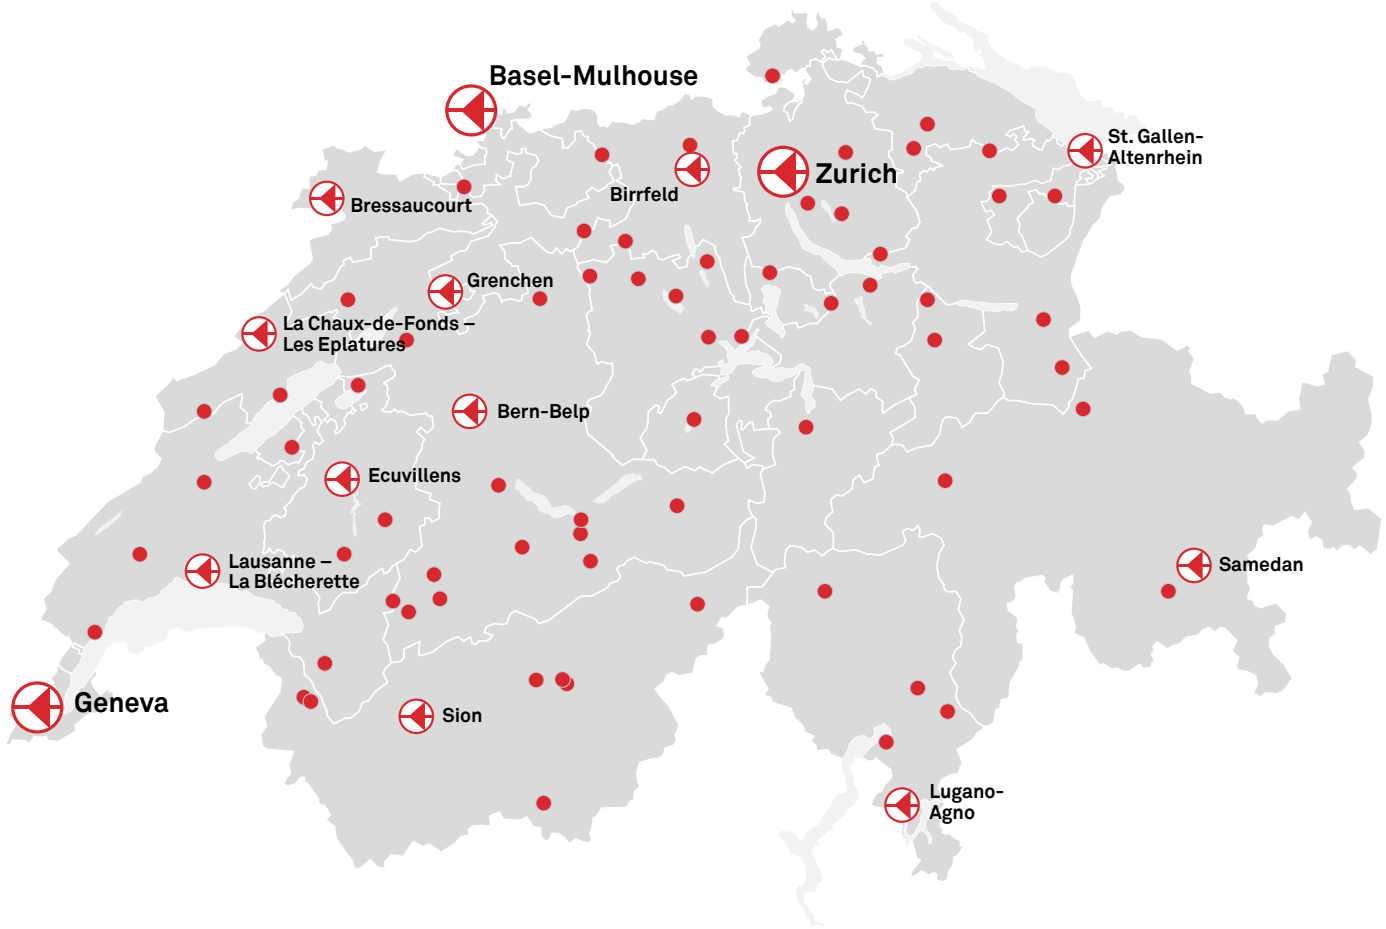 Basel-Mulhouse
St. Gallen-
Altenrhein
Zurich
Birrfeld
Bressaucourt
Grenchen
La Chaux-de-Fonds –
Les Eplatures
Bern-Belp
Ecuvillens
Lausanne –
La Blécherette
Samedan
Geneva
Sion
Lugano-
Agno